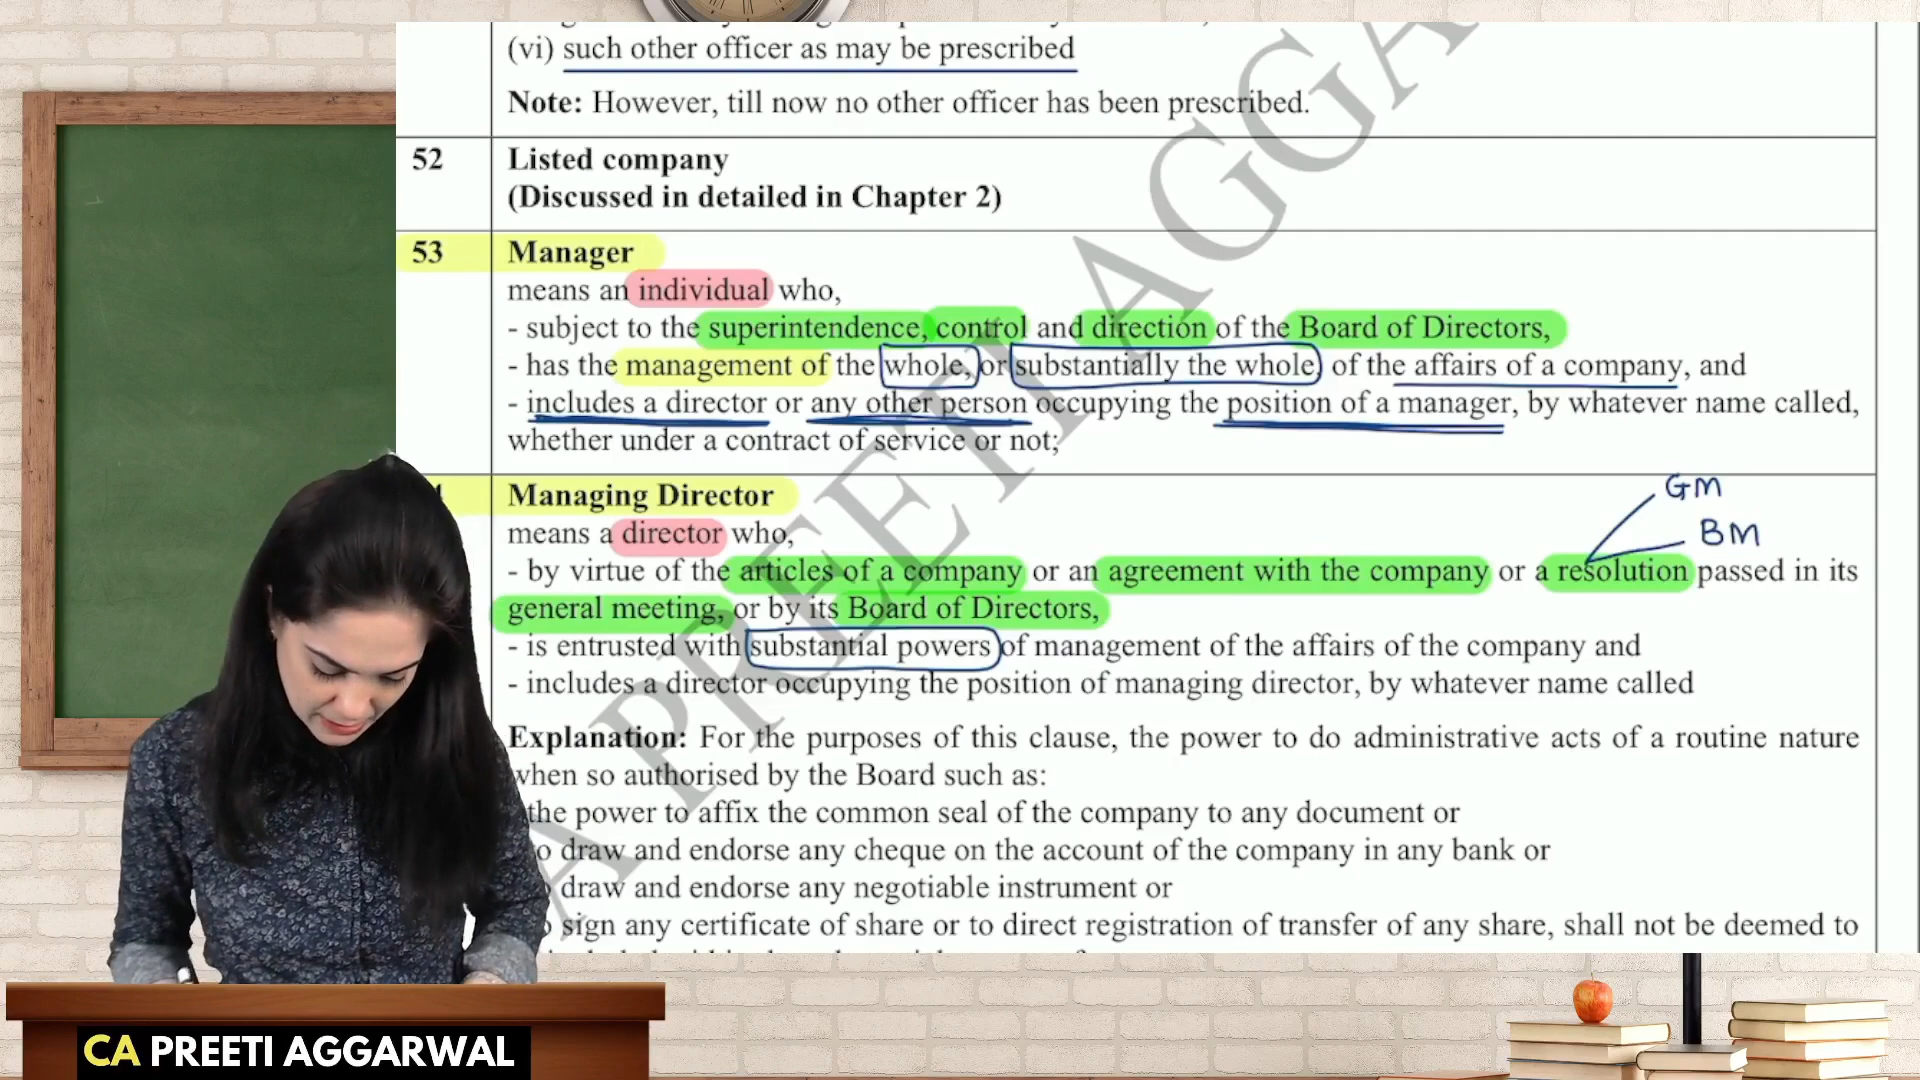 (vi) such other officer as may be prescribed
Note: However, till now no other officer has been prescribed.
52 Listed company
(Discussed in detailed in Chapter 2)
53 Manager
means an individual who,
- subject to the superintendence, control and direction of the Board of Directors,
- has the management of the whole, or substantially the whole of the affairs of a company, and
- includes a director or any other person occupying the position of a manager, by whatever name called,
whether under a contract of service or not;
GM
Managing Director
means a director who,
BM
- by virtue of the articles of a company or an agreement with the company or a resolution passed in its
general meeting, or by its Board of Directors,
- is entrusted with substantial powers of management of the affairs of the company and
- includes a director occupying the position of managing director, by whatever name called
Explanation: For the purposes of this clause, the power to do administrative acts of a routine nature
when so authorised by the Board such as:
the power to affix the common seal of the company to any document or
draw and endorse any cheque on the account of the company in any bank or
draw and endorse any negotiable instrument or
sign any certificate of share or to direct registration of transfer of any share, shall not be deemed to
CA PREETI AGGA
CA PREETI AGGARWAL